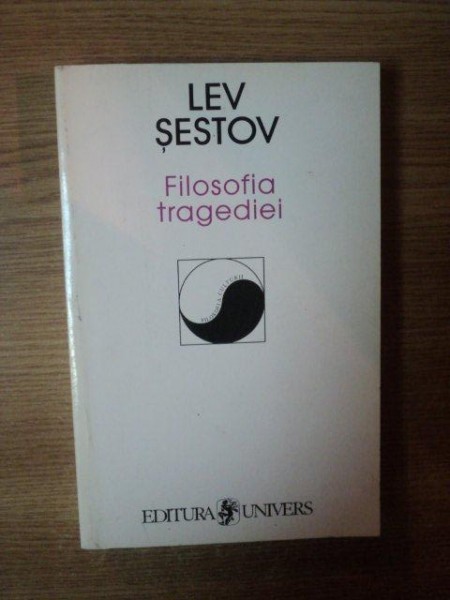 LEV
ȘESTOV
Filosofia
tragediei
EDITURA UNIVERS